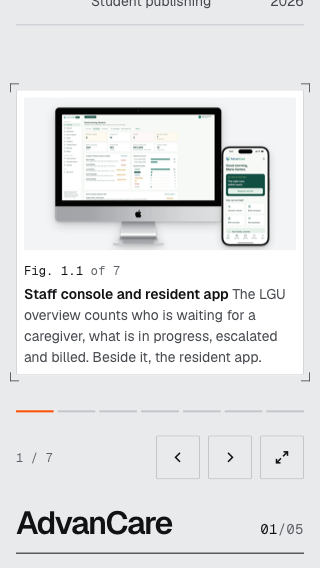 Student publishing 2026
Fig. 1.1 of 7
Staff console and resident app The LGU
overview counts who is waiting for a
caregiver, what is in progress, escalated
and billed. Beside it, the resident app.
1 / 7
AdvanCare 01/05